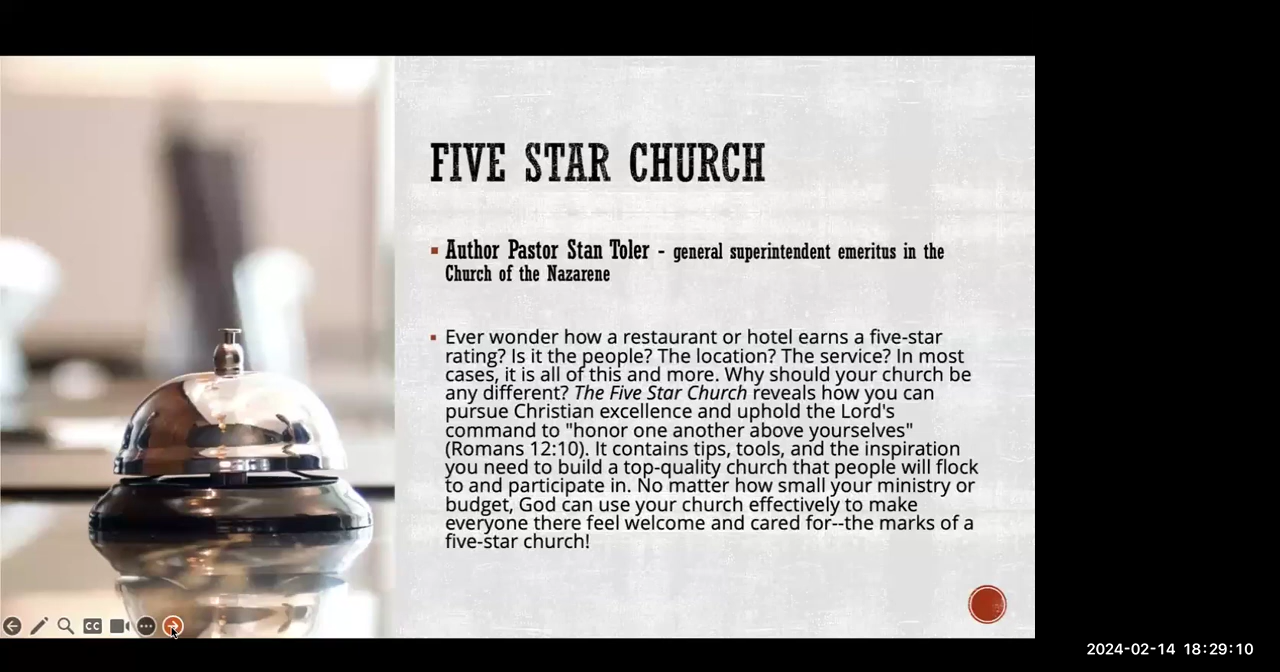 FIVE STAR CHURCH
Author Pastor Stan Toler - general superintendent emeritus in the
Church of the Nazarene
Ever wonder how a restaurant or hotel earns a five-star
rating? Is it the people? The location? The service? In most
cases, it is all of this and more. Why should your church be
any different? The Five Star Church reveals how you can
pursue Christian excellence and uphold the Lord's
command to "honor one another above yourselves"
(Romans 12:10). It contains tips, tools, and the inspiration
you need to build a top-quality church that people will flock
to and participate in. No matter how small your ministry or
budget, God can use your church effectively to make
everyone there feel welcome and cared for--the marks of a
five-star church!
CC
2024-02-14 18:29:10